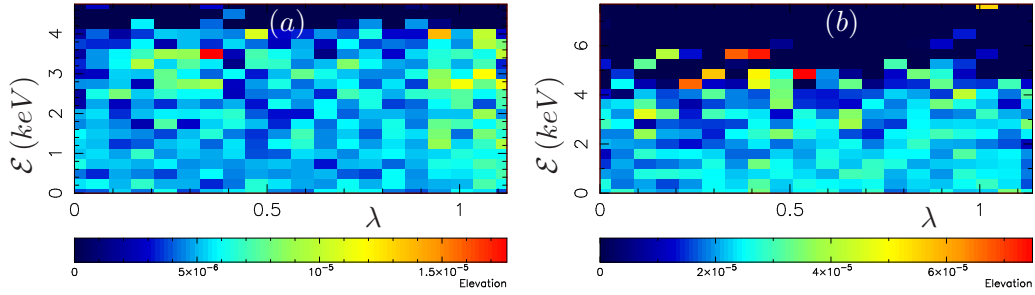 (a)
(b)
ℰ (keV)
0 1 2 3 4
0 0.5 1
λ
0 5×10⁻⁶ 10⁻⁵ 1.5×10⁻⁵
Elevation
ℰ (keV)
0 2 4 6
0 0.5 1
λ
0 2×10⁻⁵ 4×10⁻⁵ 6×10⁻⁵
Elevation